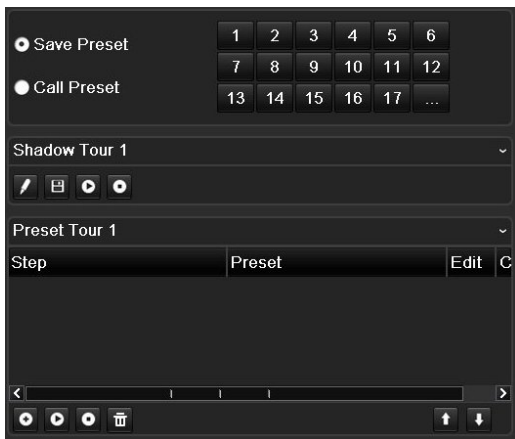 Save Preset
1 2 3 4 5 6
7 8 9 10 11 12
Call Preset
13 14 15 16 17 ...
Shadow Tour 1
Preset Tour 1
Step Preset Edit C